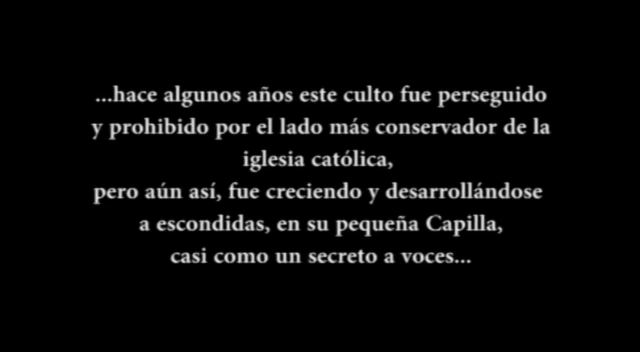 ...hace algunos años este culto fue perseguido
y prohibido por el lado más conservador de la
iglesia católica,
pero aún así, fue creciendo y desarrollándose
a escondidas, en su pequeña Capilla,
casi como un secreto a voces...